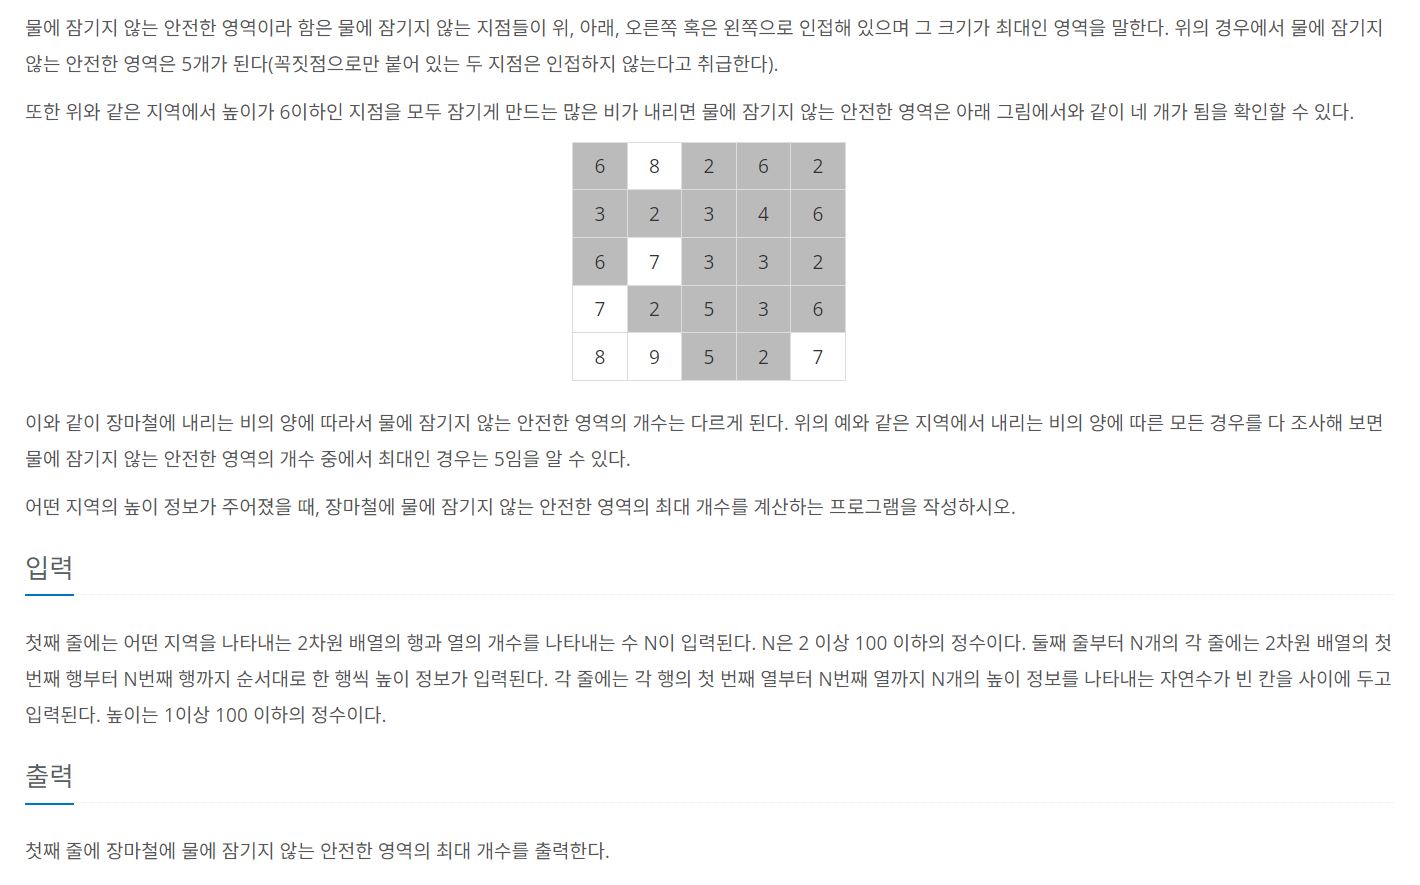 물에 잠기지 않는 안전한 영역이라 함은 물에 잠기지 않는 지점들이 위, 아래, 오른쪽 혹은 왼쪽으로 인접해 있으며 그 크기가 최대인 영역을 말한다. 위의 경우에서 물에 잠기지
않는 안전한 영역은 5개가 된다(꼭짓점으로만 붙어 있는 두 지점은 인접하지 않는다고 취급한다).
또한 위와 같은 지역에서 높이가 6이하인 지점을 모두 잠기게 만드는 많은 비가 내리면 물에 잠기지 않는 안전한 영역은 아래 그림에서와 같이 네 개가 됨을 확인할 수 있다.
6 8 2 6 2
3 2 3 4 6
6 7 3 3 2
7 2 5 3 6
8 9 5 2 7
이와 같이 장마철에 내리는 비의 양에 따라서 물에 잠기지 않는 안전한 영역의 개수는 다르게 된다. 위의 예와 같은 지역에서 내리는 비의 양에 따른 모든 경우를 다 조사해 보면
물에 잠기지 않는 안전한 영역의 개수 중에서 최대인 경우는 5임을 알 수 있다.
어떤 지역의 높이 정보가 주어졌을 때, 장마철에 물에 잠기지 않는 안전한 영역의 최대 개수를 계산하는 프로그램을 작성하시오.
입력
첫째 줄에는 어떤 지역을 나타내는 2차원 배열의 행과 열의 개수를 나타내는 수 N이 입력된다. N은 2 이상 100 이하의 정수이다. 둘째 줄부터 N개의 각 줄에는 2차원 배열의 첫
번째 행부터 N번째 행까지 순서대로 한 행씩 높이 정보가 입력된다. 각 줄에는 각 행의 첫 번째 열부터 N번째 열까지 N개의 높이 정보를 나타내는 자연수가 빈 칸을 사이에 두고
입력된다. 높이는 1이상 100 이하의 정수이다.
출력
첫째 줄에 장마철에 물에 잠기지 않는 안전한 영역의 최대 개수를 출력한다.